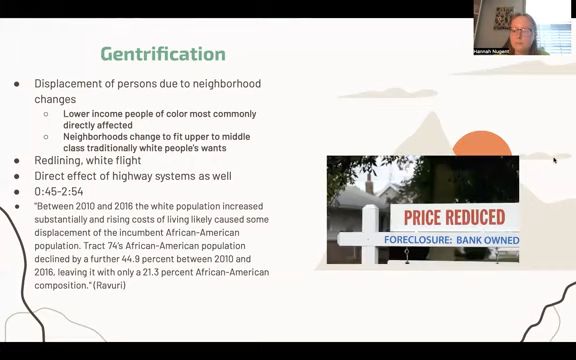 Gentrification
● Displacement of persons due to neighborhood
changes
○ Lower income people of color most commonly
directly affected
○ Neighborhoods change to fit upper to middle
class traditionally white people's wants
● Redlining, white flight
● Direct effect of highway systems as well
● 0:45-2:54
● "Between 2010 and 2016 the white population increased
substantially and rising costs of living likely caused some
displacement of the incumbent African-American
population. Tract 74's African-American population
declined by a further 44.9 percent between 2010 and
2016, leaving it with only a 21.3 percent African-American
composition." (Ravuri)
PRICE REDUCED
FORECLOSURE: BANK OWNED
Hannah Nugent